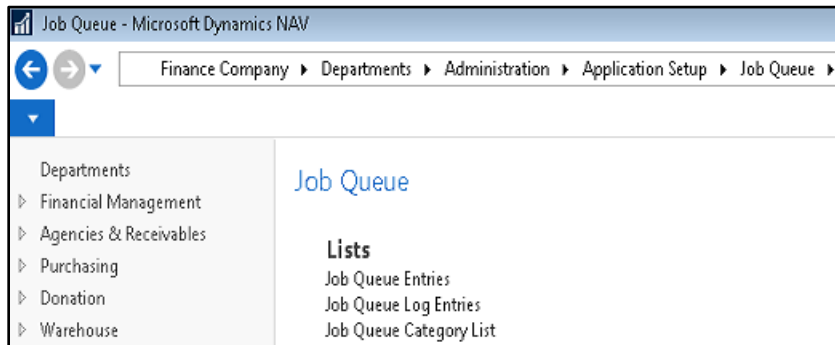 Job Queue - Microsoft Dynamics NAV
Finance Company Departments Administration Application Setup Job Queue
Departments
Financial Management
Agencies & Receivables
Purchasing
Donation
Warehouse
Job Queue
Lists
Job Queue Entries
Job Queue Log Entries
Job Queue Category List